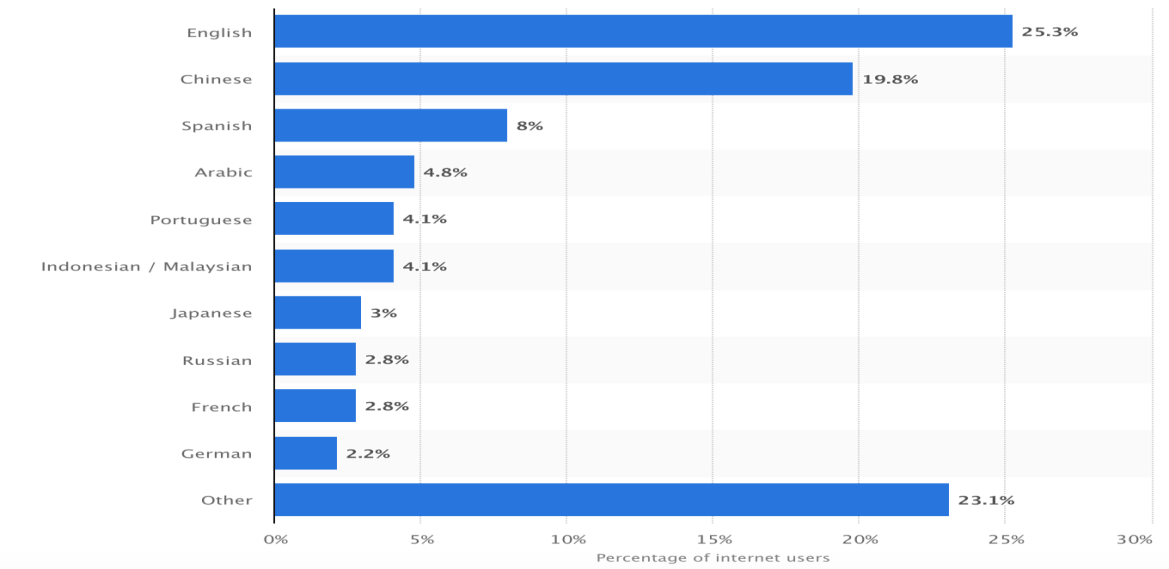 English 25.3%
Chinese 19.8%
Spanish 8%
Arabic 4.8%
Portuguese 4.1%
Indonesian / Malaysian 4.1%
Japanese 3%
Russian 2.8%
French 2.8%
German 2.2%
Other 23.1%
0% 5% 10% 15% 20% 25% 30%
Percentage of internet users